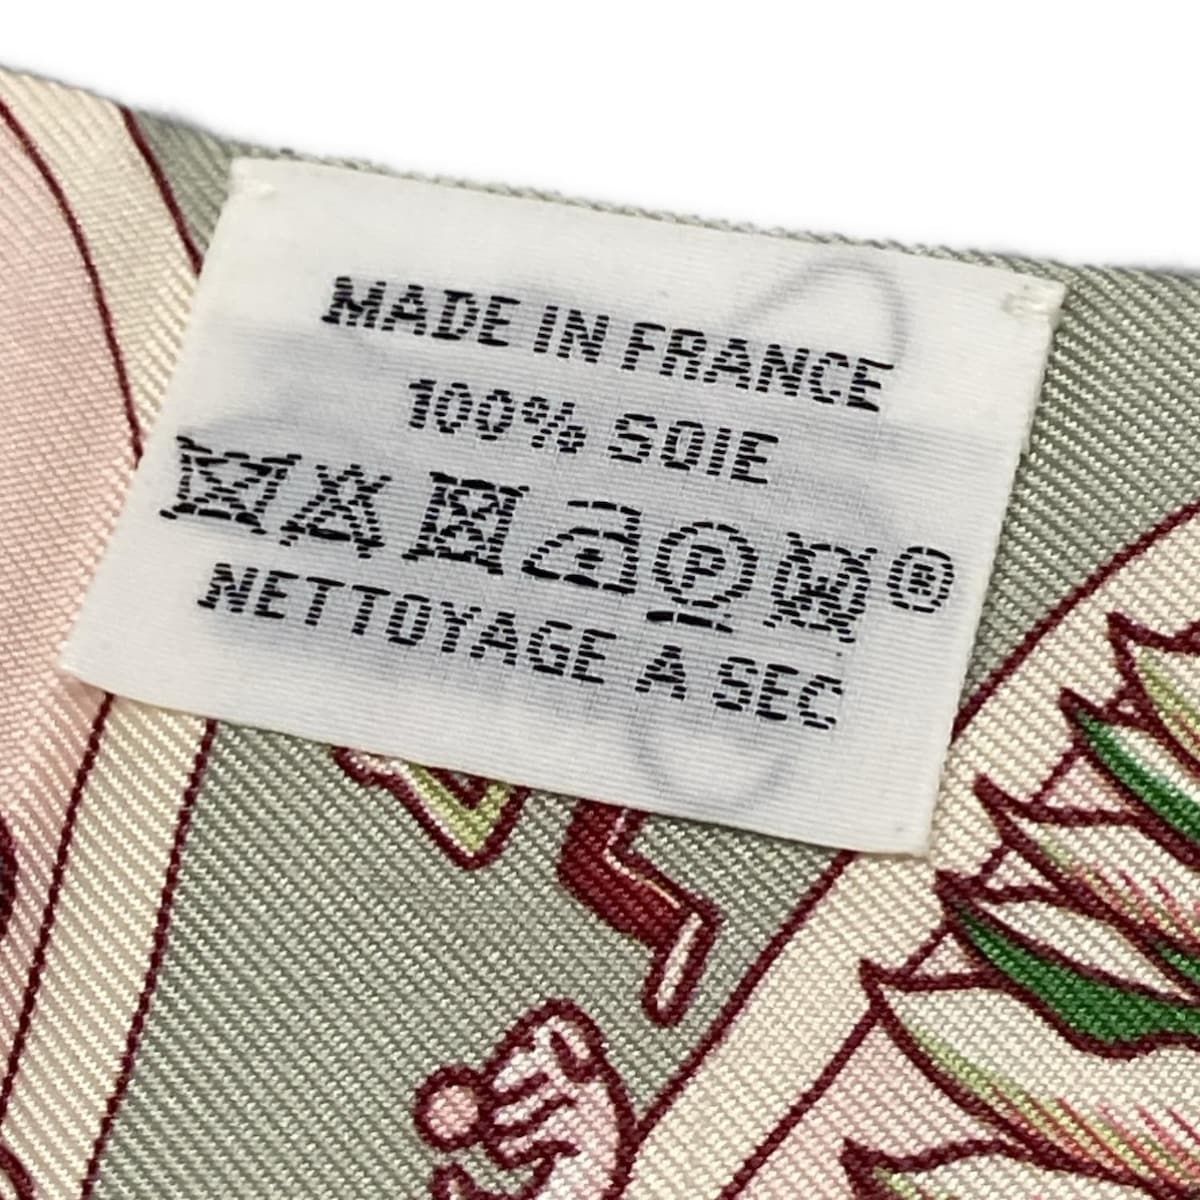 MADE IN FRANCE
100% SOIE
P ®
NETTOYAGE A SEC